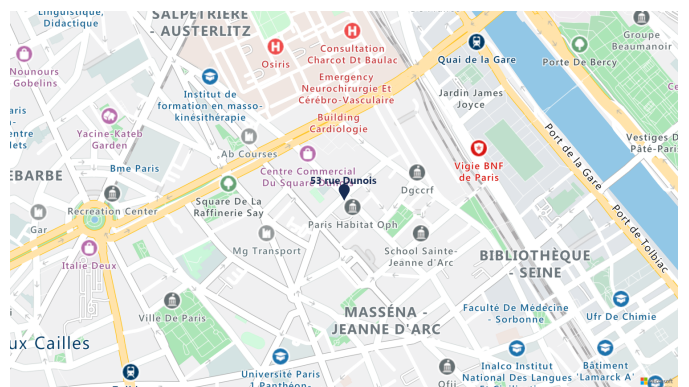 Linguistique,
Didactique
SALPÊTRIÈRE
- AUSTERLITZ
Groupe
Beaumanoir
Nounours
Gobelins
Osiris
Consultation
Charcot Dt Baulac
Quai de la Gare
Porte De Bercy
Emergency
Neurochirurgie Et
Cérébro-Vasculaire
Institut de
formation en masso-
kinésithérapie
Jardin James
Joyce
Building
Cardiologie
Yacine-Kateb
Garden
Ab Courses
Port de la Gare
Vestiges D
Pâté-Paris
Centre Commercial
Du Square
Vigie BNF
de Paris
Bme Paris
53 rue Dunois
EBARBE
Dgccrf
Square De La
Raffinerie Say
Recreation Center
Gar
Paris Habitat Oph
Port de Tolbiac
Mg Transport
School Sainte-
Jeanne d'Arc
Italie Deux
BIBLIOTHÈQUE
- SEINE
Ville De Paris
MASSÉNA -
JEANNE D'ARC
Faculté De Médecine
- Sorbonne
Ufr De Chimie
ux Cailles
Université Paris
1 Panthéon-
Inalco Institut
National Des Langues
Bâtiment
'Lamarck A'
Ofii